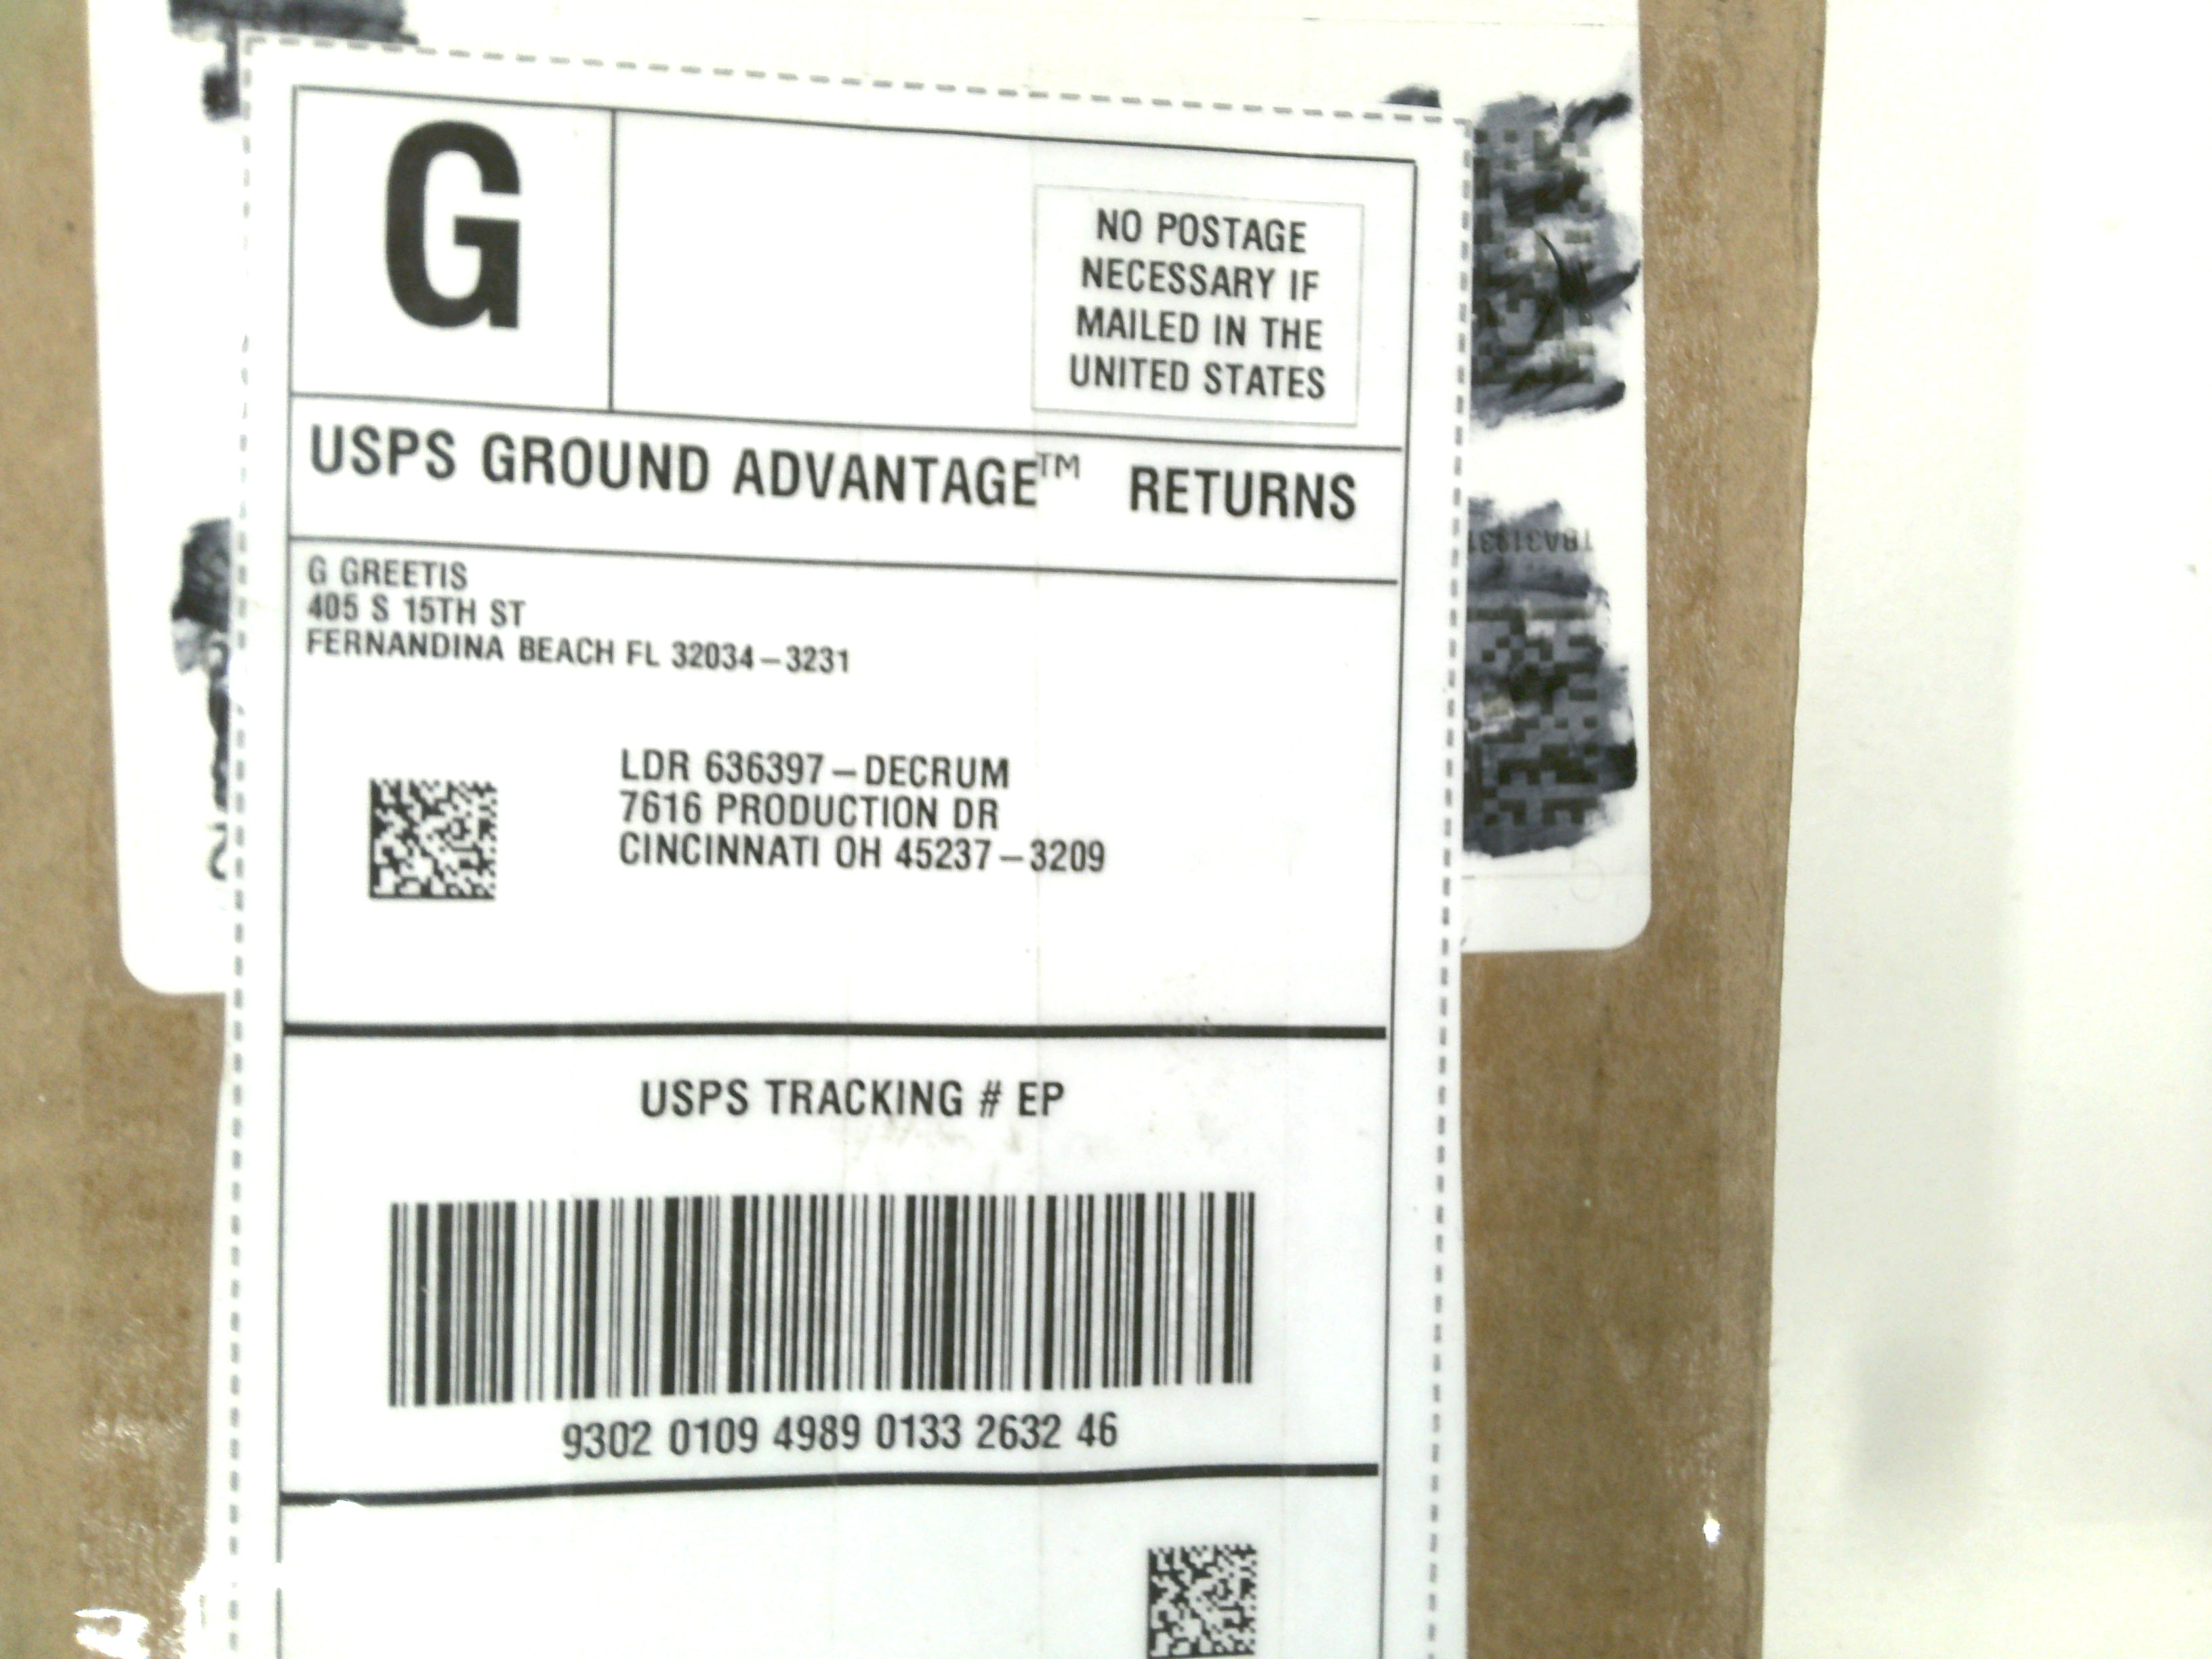 G
NO POSTAGE
NECESSARY IF
MAILED IN THE
UNITED STATES
USPS GROUND ADVANTAGE™ RETURNS
G GREETIS
405 S 15TH ST
FERNANDINA BEACH FL 32034-3231
LDR 636397-DECRUM
7616 PRODUCTION DR
CINCINNATI OH 45237-3209
USPS TRACKING # EP
9302 0109 4989 0133 2632 46